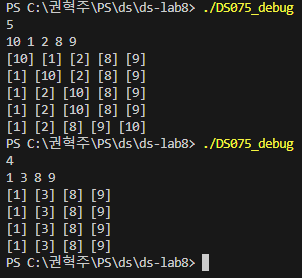 PS C:\권혁주\PS\ds\ds-lab8> ./DS075_debug
5
10 1 2 8 9
[10] [1] [2] [8] [9]
[1] [10] [2] [8] [9]
[1] [2] [10] [8] [9]
[1] [2] [8] [10] [9]
[1] [2] [8] [9] [10]
PS C:\권혁주\PS\ds\ds-lab8> ./DS075_debug
4
1 3 8 9
[1] [3] [8] [9]
[1] [3] [8] [9]
[1] [3] [8] [9]
[1] [3] [8] [9]
PS C:\권혁주\PS\ds\ds-lab8>